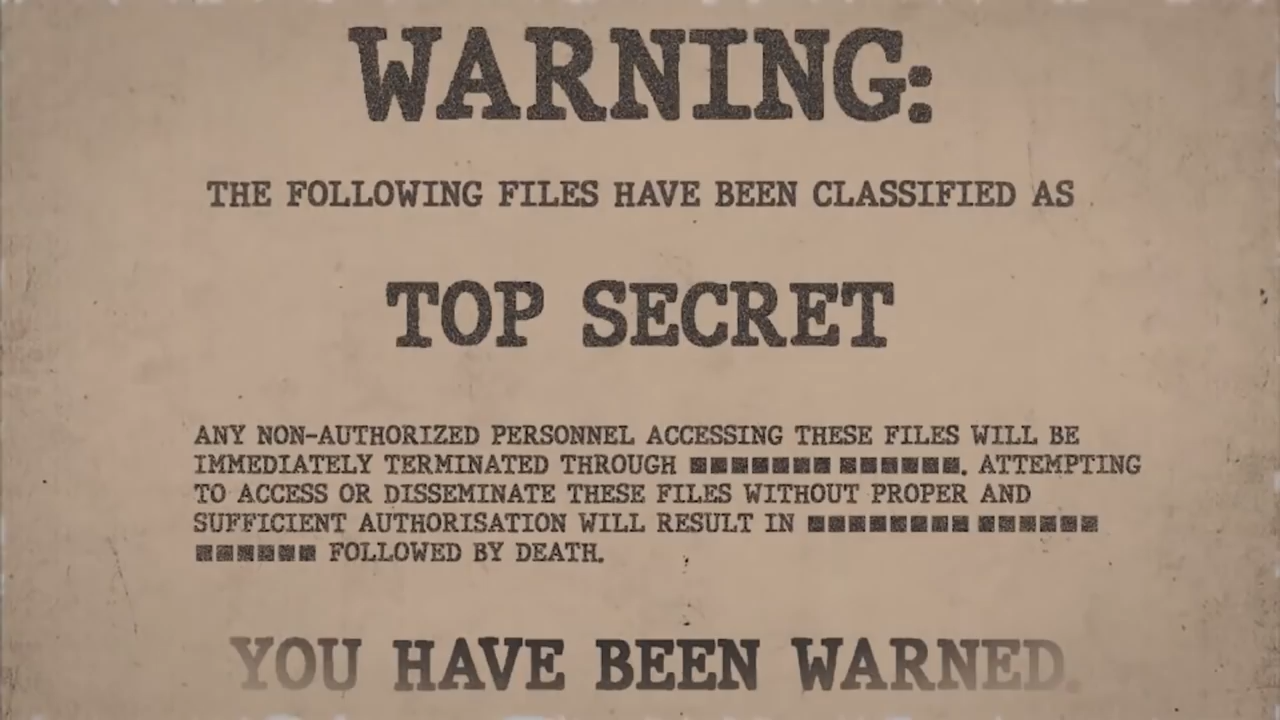 WARNING:
THE FOLLOWING FILES HAVE BEEN CLASSIFIED AS
TOP SECRET
ANY NON-AUTHORIZED PERSONNEL ACCESSING THESE FILES WILL BE
IMMEDIATELY TERMINATED THROUGH ■■■■■■■ ■■■■■■. ATTEMPTING
TO ACCESS OR DISSEMINATE THESE FILES WITHOUT PROPER AND
SUFFICIENT AUTHORISATION WILL RESULT IN ■■■■■■■■ ■■■■■■
■■■■■■ FOLLOWED BY DEATH.
YOU HAVE BEEN WARNED.